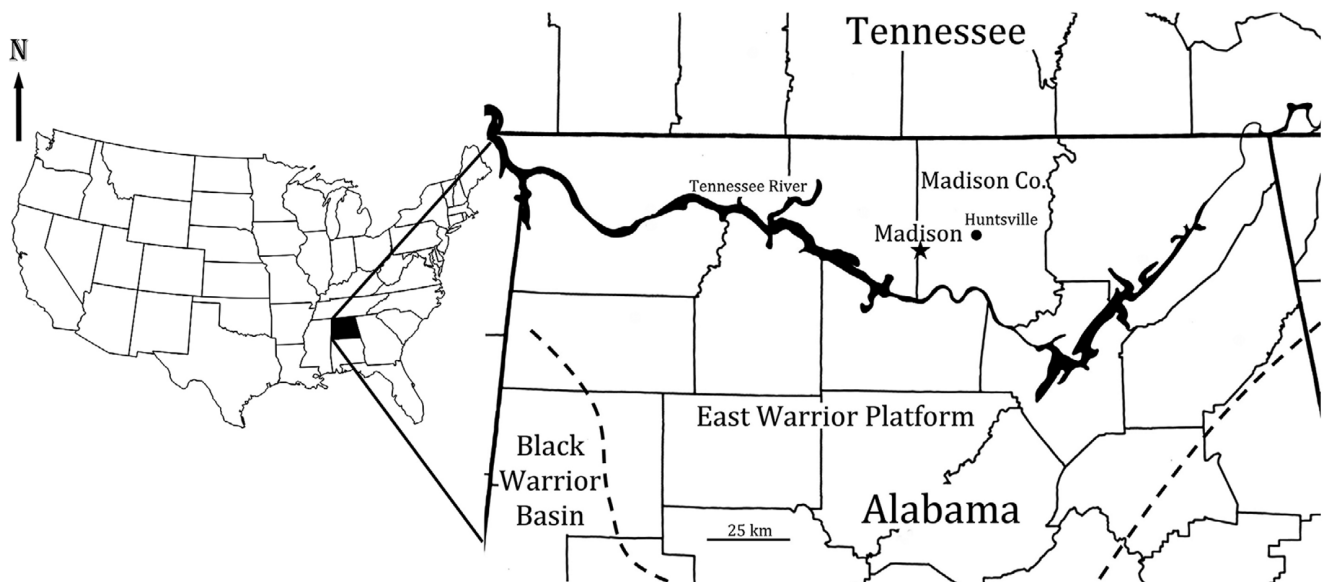 N
Tennessee
Tennessee River
Madison Co.
Huntsville
Madison
East Warrior Platform
Black
Warrior
Basin
Alabama
25 km